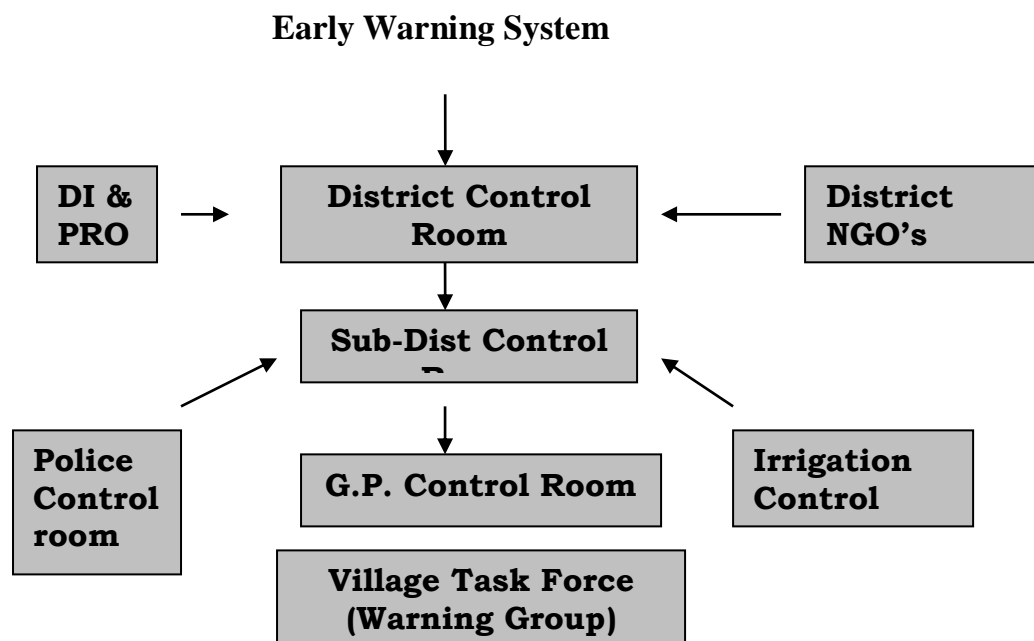 Early Warning System
DI &
PRO
District Control
Room
District
NGO's
Sub-Dist Control
Police
Control
room
G.P. Control Room
Irrigation
Control
Village Task Force
(Warning Group)